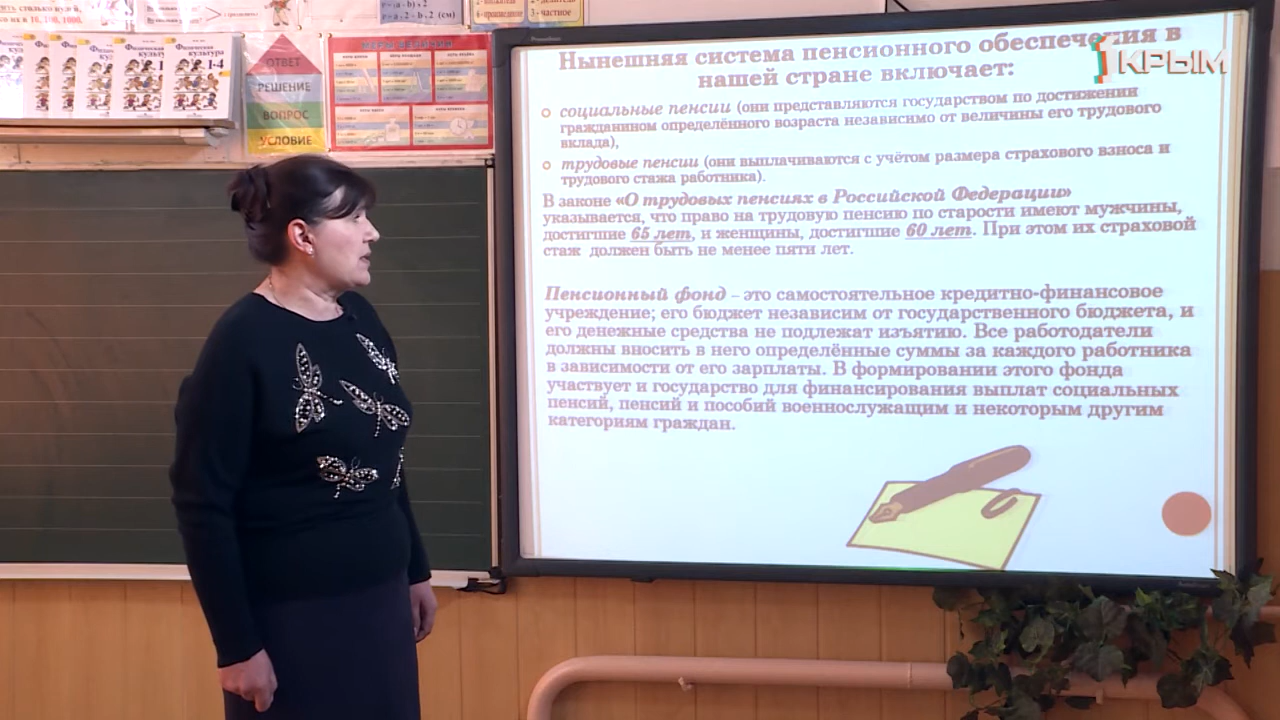 КРЫМ
Нынешняя система пенсионного обеспечения в
нашей стране включает:
социальные пенсии (они представляются государством по достижении
гражданином определённого возраста независимо от величины его трудового
вклада),
трудовые пенсии (они выплачиваются с учётом размера страхового взноса и
трудового стажа работника).
В законе «О трудовых пенсиях в Российской Федерации»
указывается, что право на трудовую пенсию по старости имеют мужчины,
достигшие 65 лет, и женщины, достигшие 60 лет. При этом их страховой
стаж должен быть не менее пяти лет.
Пенсионный фонд – это самостоятельное кредитно-финансовое
учреждение; его бюджет независим от государственного бюджета, и
его денежные средства не подлежат изъятию. Все работодатели
должны вносить в него определённые суммы за каждого работника
в зависимости от его зарплаты. В формировании этого фонда
участвует и государство для финансирования выплат социальных
пенсий, пенсий и пособий военнослужащим и некоторым другим
категориям граждан.
ОТВЕТ
РЕШЕНИЕ
ВОПРОС
УСЛОВИЕ
МЕРЫ ВЕЛИЧИН
Физическая
культура
1-4